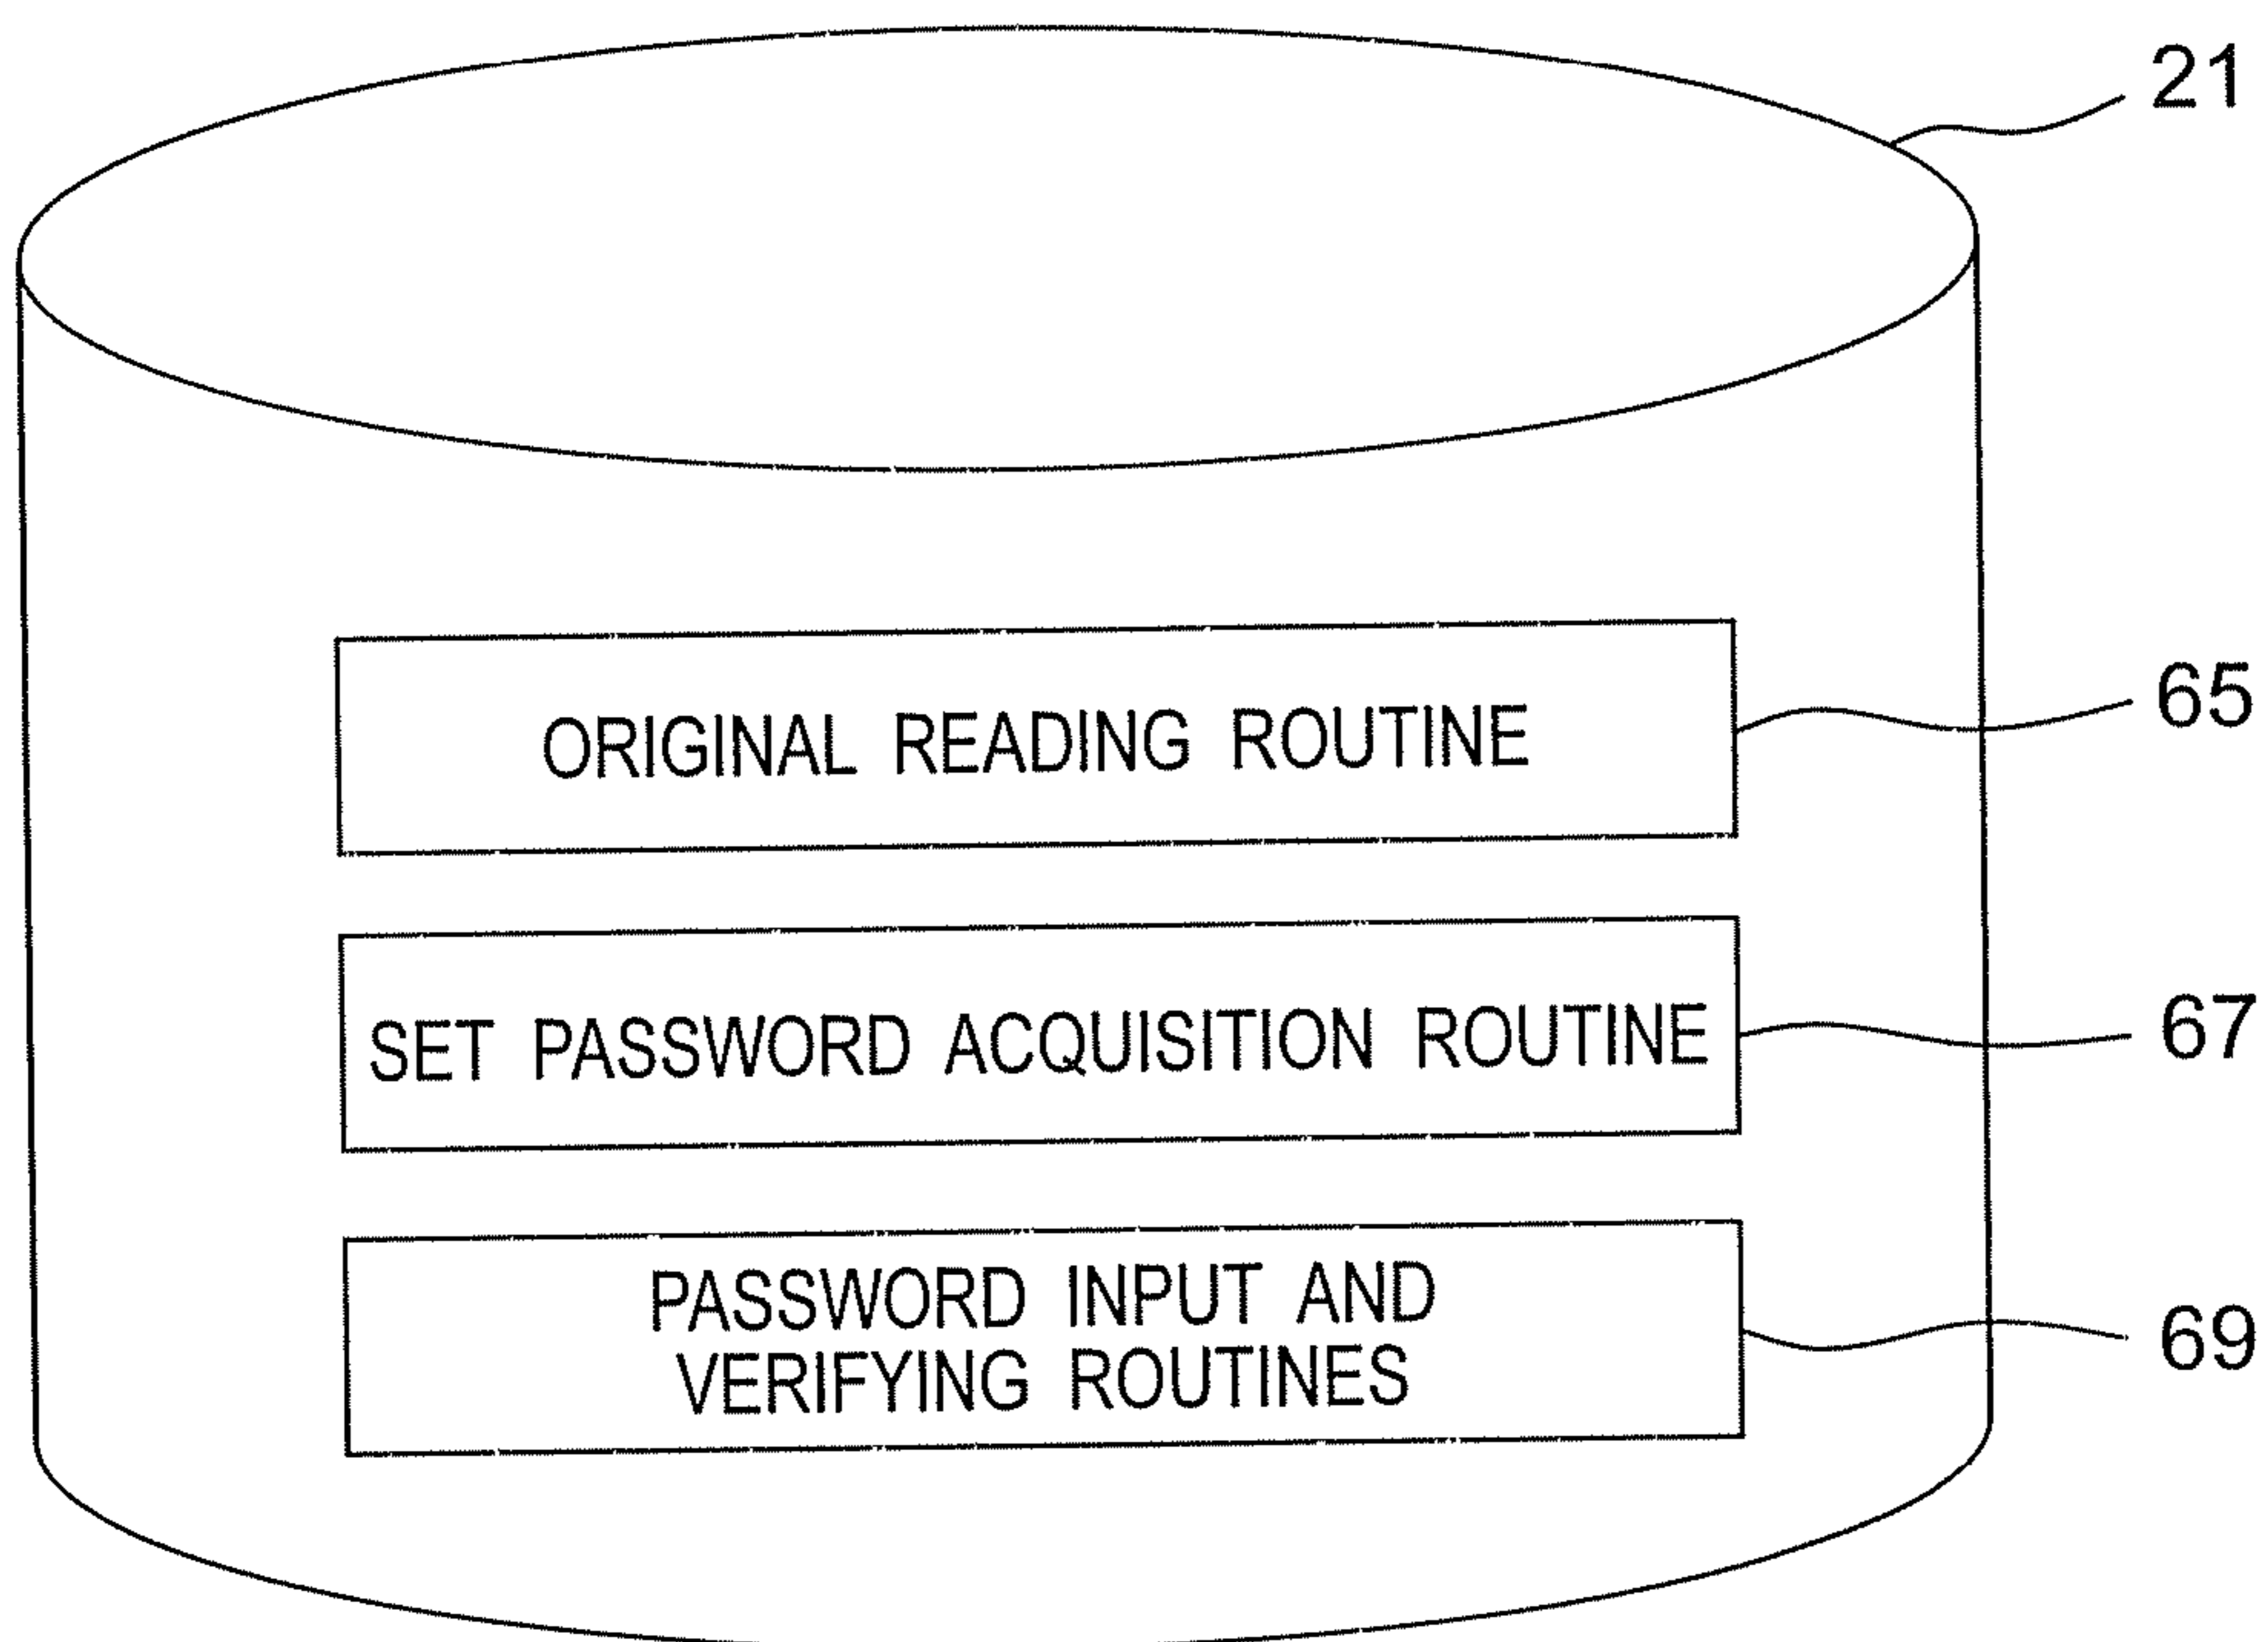 21
ORIGINAL READING ROUTINE
65
SET PASSWORD ACQUISITION ROUTINE
67
PASSWORD INPUT AND
VERIFYING ROUTINES
69